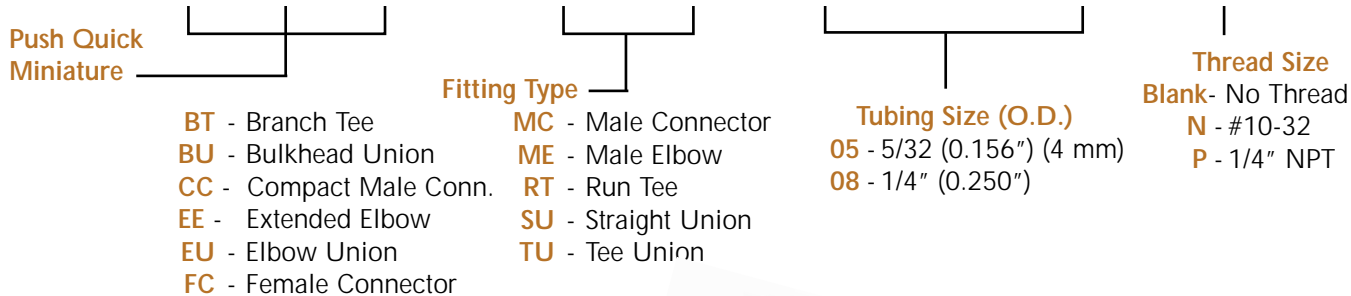 Push Quick
Miniature
Fitting Type
BT - Branch Tee
BU - Bulkhead Union
CC - Compact Male Conn.
EE - Extended Elbow
EU - Elbow Union
FC - Female Connector
MC - Male Connector
ME - Male Elbow
RT - Run Tee
SU - Straight Union
TU - Tee Union
Tubing Size (O.D.)
05 - 5/32 (0.156″) (4 mm)
08 - 1/4″ (0.250″)
Thread Size
Blank- No Thread
N - #10-32
P - 1/4″ NPT